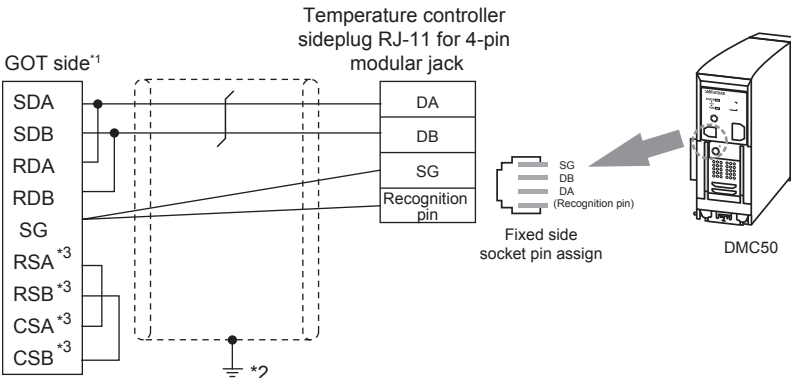 Temperature controller
sideplug RJ-11 for 4-pin
modular jack
GOT side*1
SDA
SDB
RDA
RDB
SG
RSA*3
RSB*3
CSA*3
CSB*3
*2
DA
DB
SG
Recognition
pin
SG
DB
DA
(Recognition pin)
Fixed side
socket pin assign
DMC50